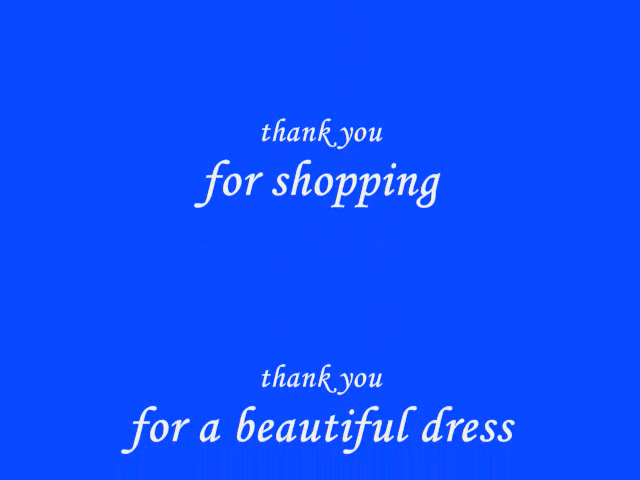 thank you
for shopping
thank you
for a beautiful dress